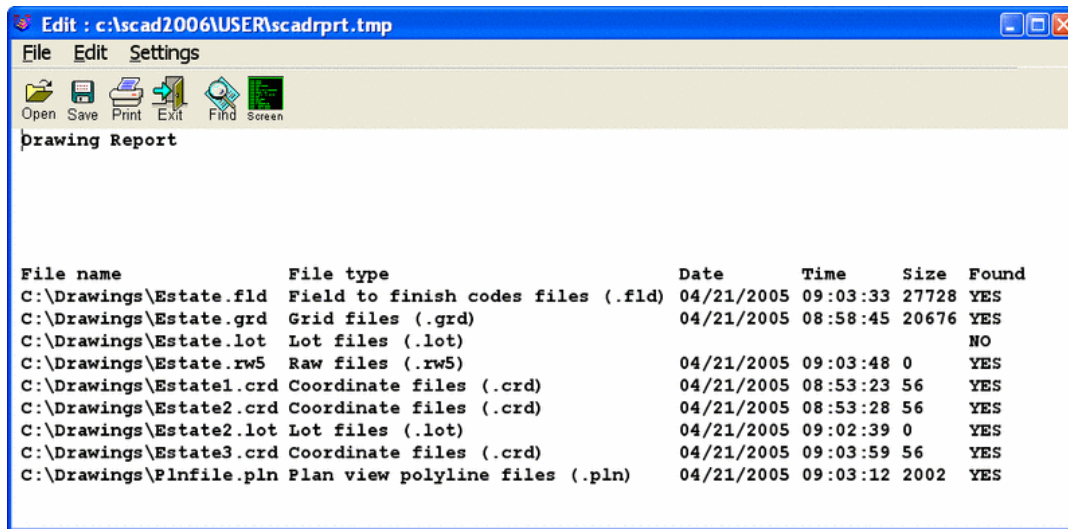 Edit : c:\scad2006\USER\scadrprt.tmp
File Edit Settings
Open Save Print Exit Find Screen
Drawing Report
File name File type Date Time Size Found
C:\Drawings\Estate.fld Field to finish codes files (.fld) 04/21/2005 09:03:33 27728 YES
C:\Drawings\Estate.grd Grid files (.grd) 04/21/2005 08:58:45 20676 YES
C:\Drawings\Estate.lot Lot files (.lot) NO
C:\Drawings\Estate.rw5 Raw files (.rw5) 04/21/2005 09:03:48 0 YES
C:\Drawings\Estate1.crd Coordinate files (.crd) 04/21/2005 08:53:23 56 YES
C:\Drawings\Estate2.crd Coordinate files (.crd) 04/21/2005 08:53:28 56 YES
C:\Drawings\Estate2.lot Lot files (.lot) 04/21/2005 09:02:39 0 YES
C:\Drawings\Estate3.crd Coordinate files (.crd) 04/21/2005 09:03:59 56 YES
C:\Drawings\Plnfile.pln Plan view polyline files (.pln) 04/21/2005 09:03:12 2002 YES